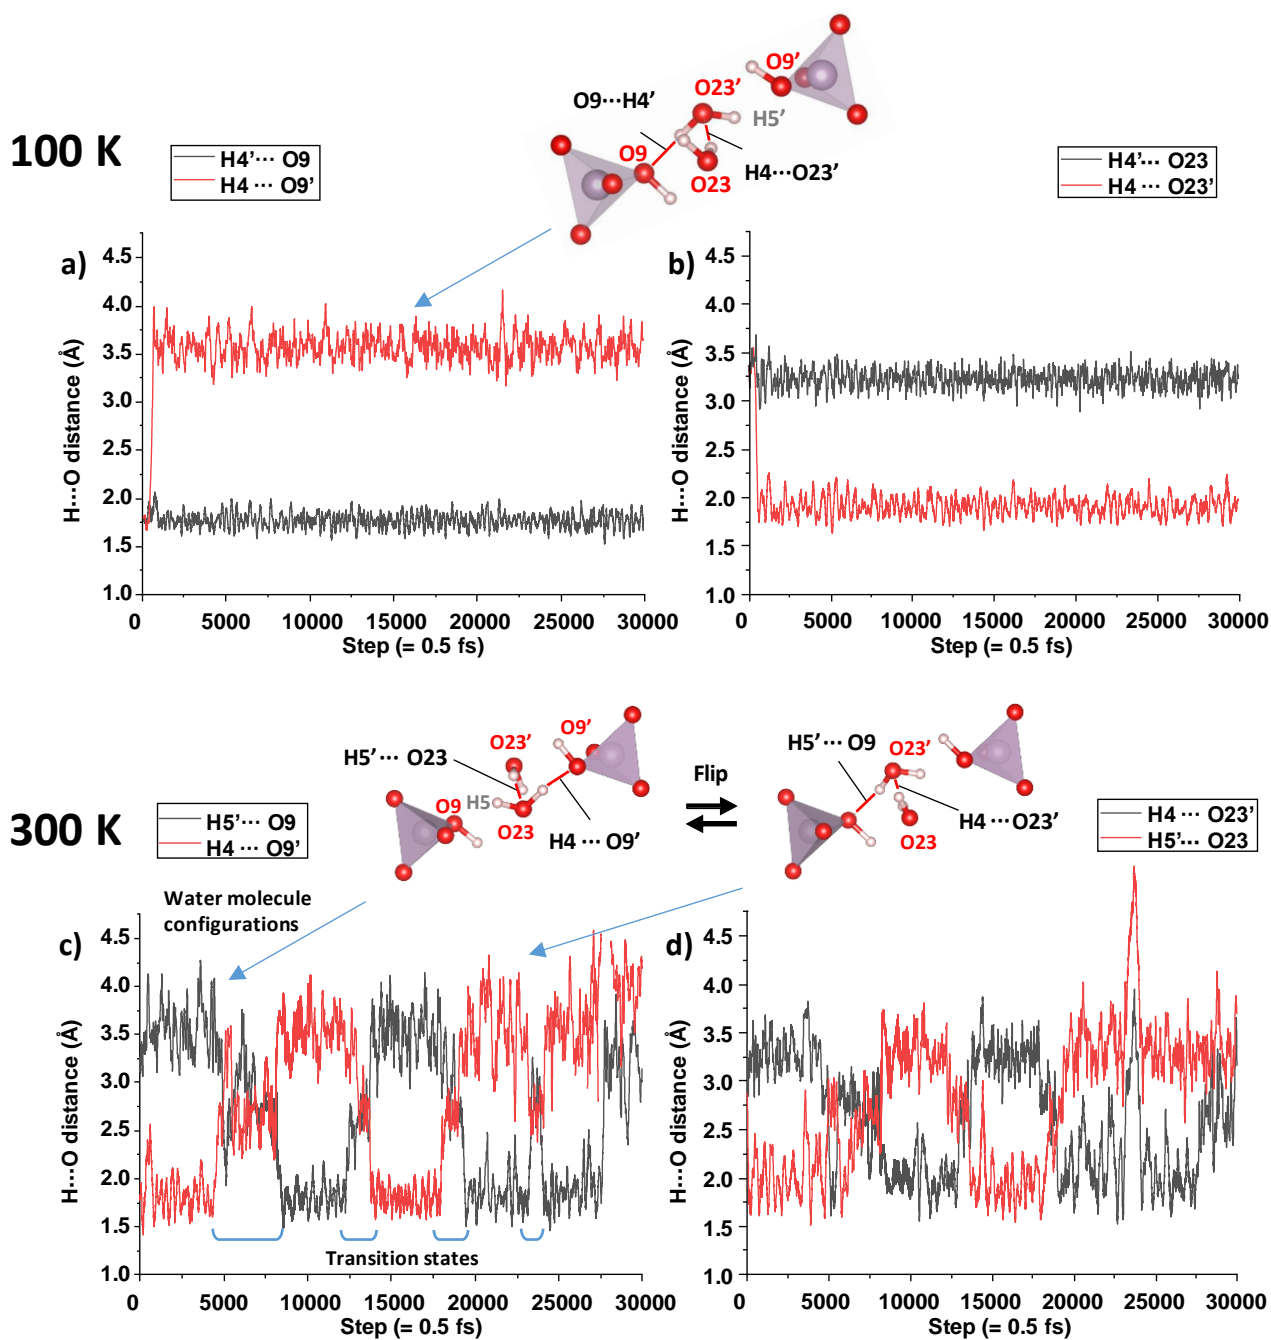 100 K
H4’··· O9
H4 ··· O9’
O9’
O23’
O9···H4’
H5’
O9
O23
H4···O23’
H4’··· O23
H4 ··· O23’
a)
H···O distance (Å)
4.5
4.0
3.5
3.0
2.5
2.0
1.5
1.0
0
5000
10000
15000
20000
25000
30000
Step (= 0.5 fs)
b)
H···O distance (Å)
4.5
4.0
3.5
3.0
2.5
2.0
1.5
1.0
0
5000
10000
15000
20000
25000
30000
Step (= 0.5 fs)
300 K
H5’··· O9
H4 ··· O9’
O23’
O9’
H5’··· O23
O9
H5
O23
H4 ··· O9’
Flip
H5’··· O9
O23’
H4 ··· O23’
O23
H4 ··· O23’
H5’··· O23
Water molecule
configurations
c)
H···O distance (Å)
4.5
4.0
3.5
3.0
2.5
2.0
1.5
1.0
Transition states
0
5000
10000
15000
20000
25000
30000
Step (= 0.5 fs)
d)
H···O distance (Å)
4.5
4.0
3.5
3.0
2.5
2.0
1.5
1.0
0
5000
10000
15000
20000
25000
30000
Step (= 0.5 fs)